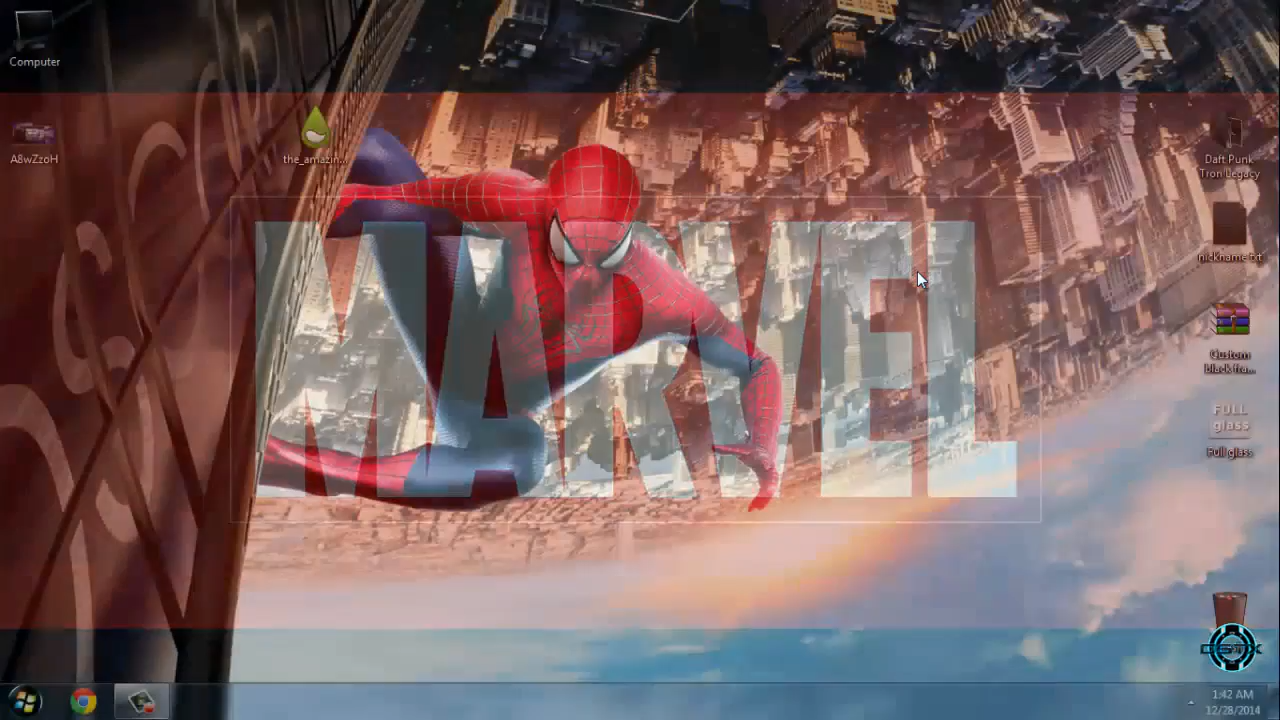 Computer
A8wZzoH
the_amazin...
MARVEL
Daft Punk
Tron Legacy
nickname.txt
Custom
black fra...
FULL
glass
Full glass
1:42 AM
12/28/2014